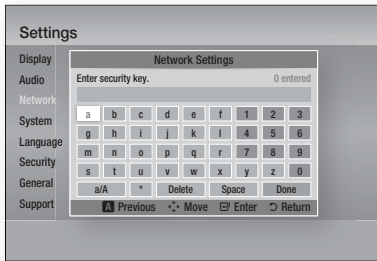 Settings
Display
Audio
Network
System
Language
Security
General
Support
Network Settings
Enter security key. 0 entered
a b c d e f 1 2 3
g h i j k l 4 5 6
m n o p q r 7 8 9
s t u v w x y z 0
a/A * Delete Space Done
A Previous Move Enter Return